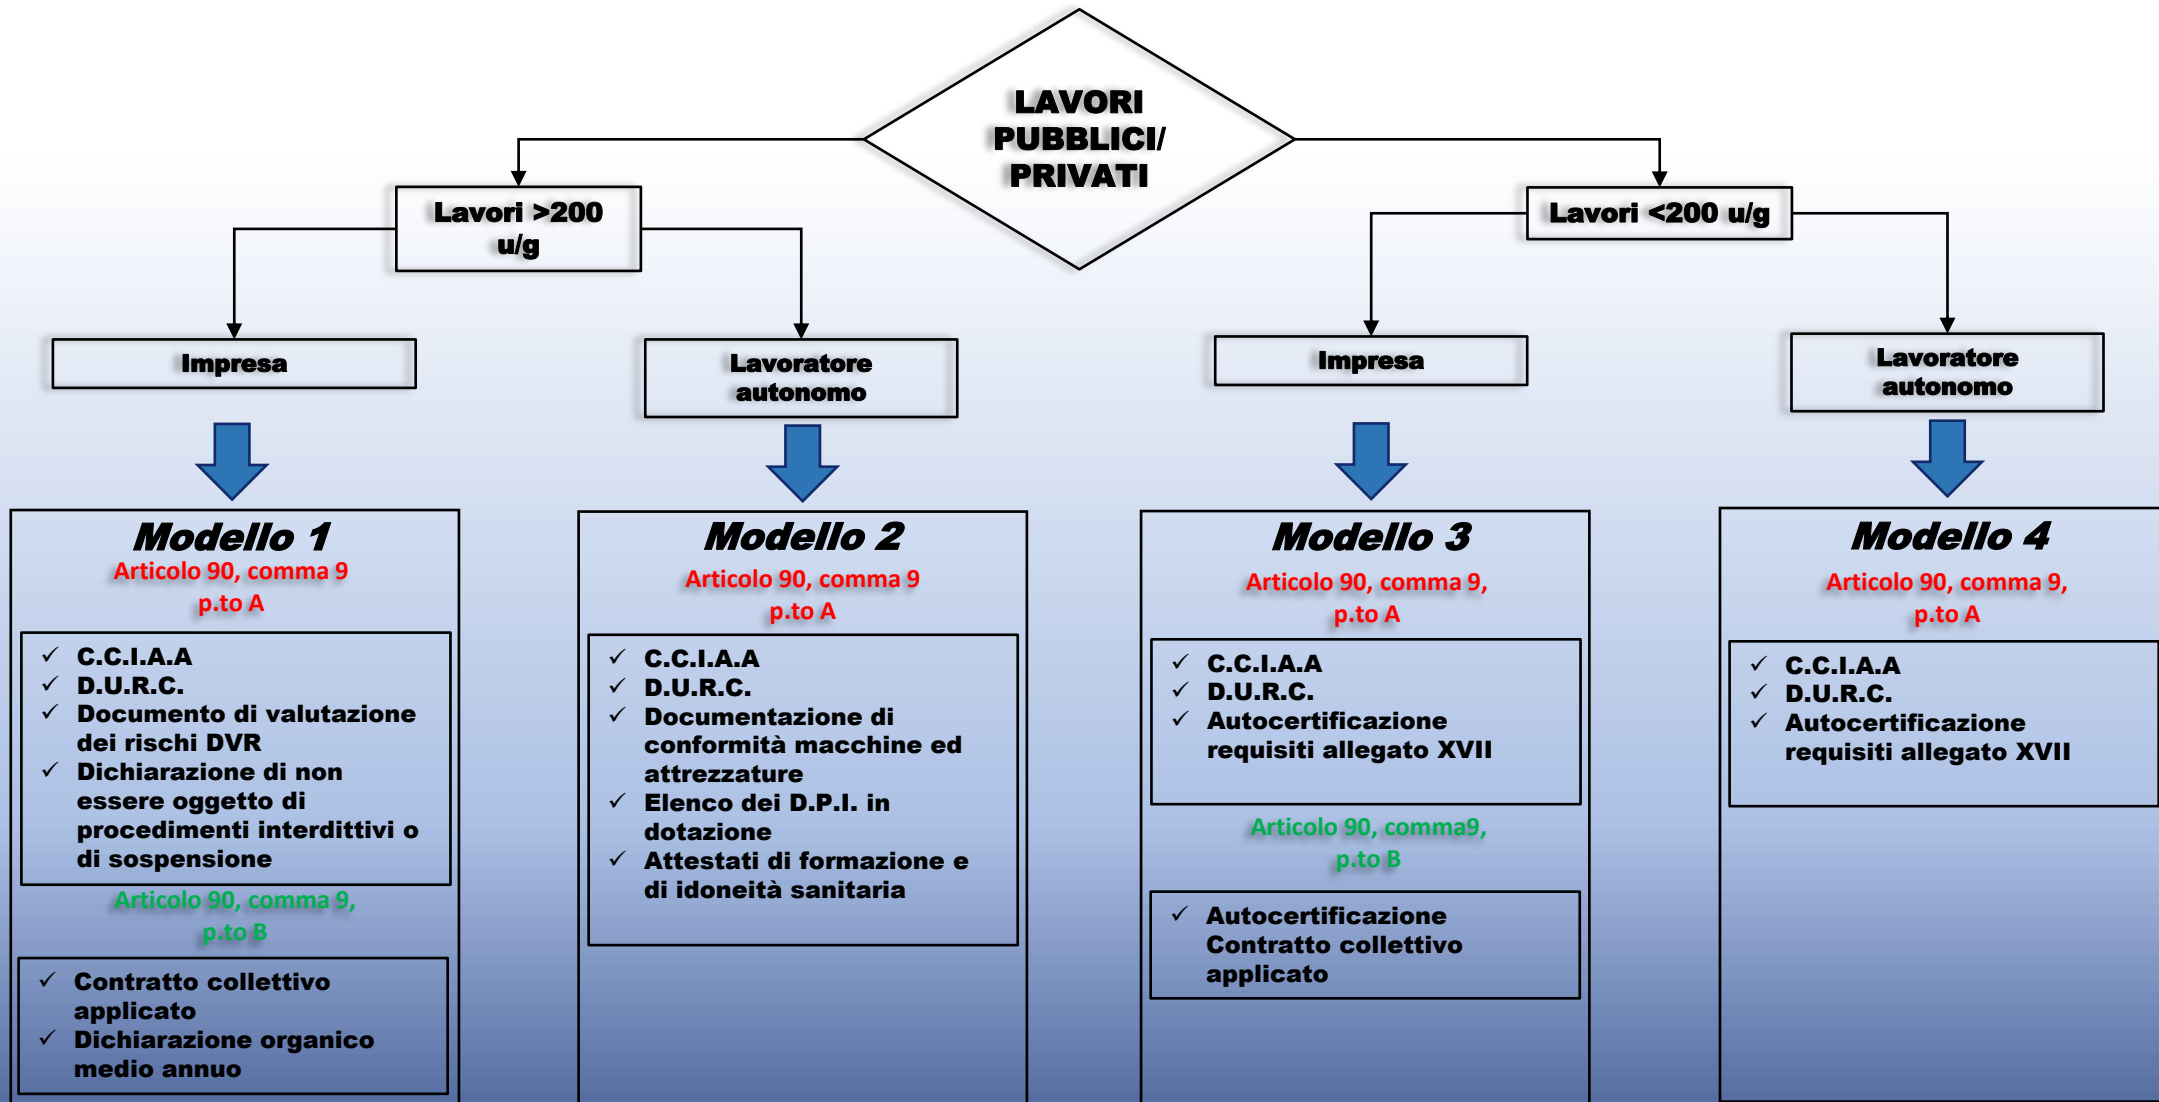 LAVORI
PUBBLICI/
PRIVATI
Lavori >200
u/g
Lavori <200 u/g
Impresa
Lavoratore
autonomo
Impresa
Lavoratore
autonomo
Modello 1
Articolo 90, comma 9
p.to A
✓ C.C.I.A.A
✓ D.U.R.C.
✓ Documento di valutazione
dei rischi DVR
✓ Dichiarazione di non
essere oggetto di
procedimenti interdittivi o
di sospensione
Articolo 90, comma 9,
p.to B
✓ Contratto collettivo
applicato
✓ Dichiarazione organico
medio annuo
Modello 2
Articolo 90, comma 9
p.to A
✓ C.C.I.A.A
✓ D.U.R.C.
✓ Documentazione di
conformità macchine ed
attrezzature
✓ Elenco dei D.P.I. in
dotazione
✓ Attestati di formazione e
di idoneità sanitaria
Modello 3
Articolo 90, comma 9,
p.to A
✓ C.C.I.A.A
✓ D.U.R.C.
✓ Autocertificazione
requisiti allegato XVII
Articolo 90, comma9,
p.to B
✓ Autocertificazione
Contratto collettivo
applicato
Modello 4
Articolo 90, comma 9,
p.to A
✓ C.C.I.A.A
✓ D.U.R.C.
✓ Autocertificazione
requisiti allegato XVII